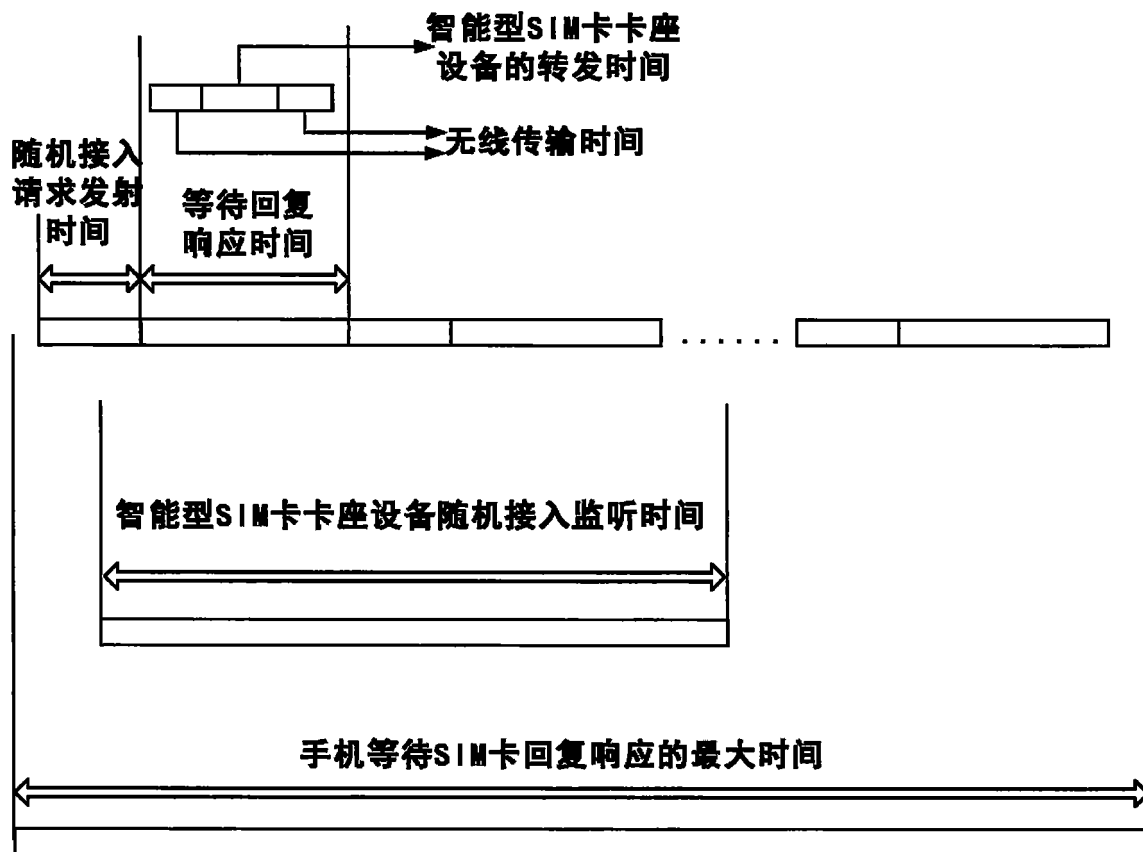 智能型SIM卡卡座
设备的转发时间
无线传输时间
随机接入
请求发射
时间
等待回复
响应时间
......
智能型SIM卡卡座设备随机接入监听时间
手机等待SIM卡回复响应的最大时间